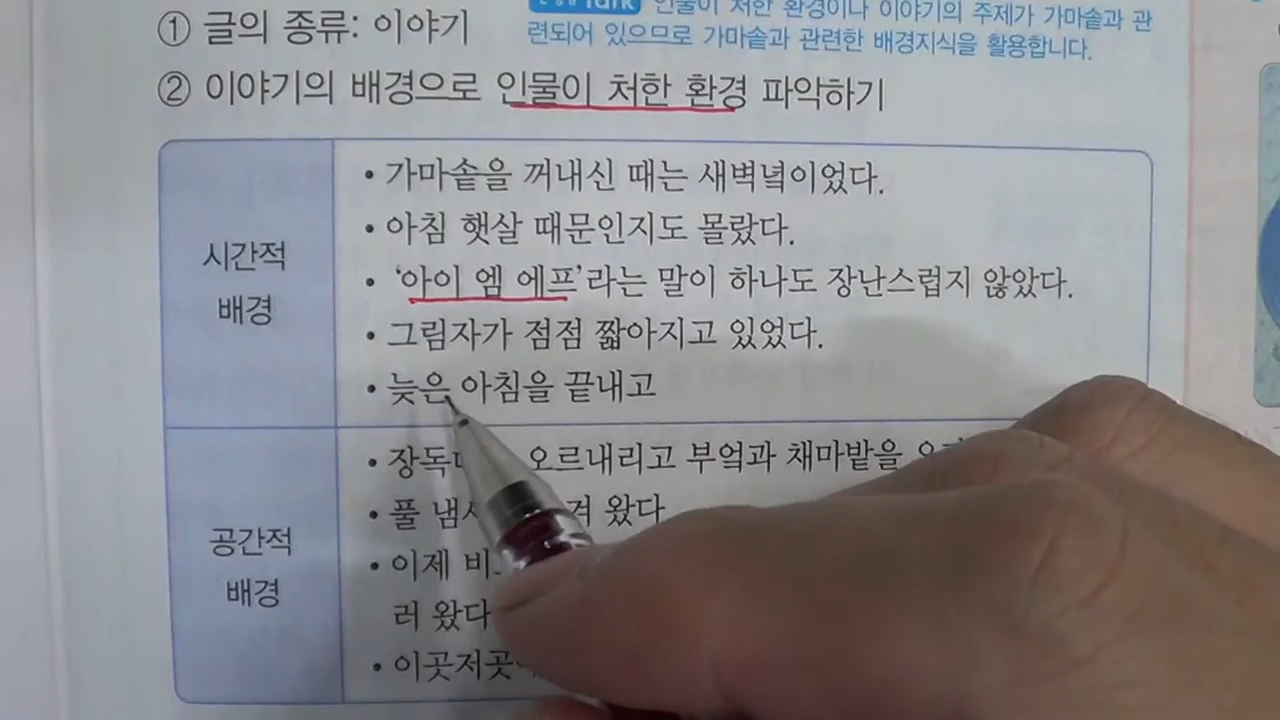 ① 글의 종류: 이야기
Talk 인물이 처한 환경이나 이야기의 주제가 가마솥과 관
련되어 있으므로 가마솥과 관련한 배경지식을 활용합니다.
② 이야기의 배경으로 인물이 처한 환경 파악하기
시간적
배경
• 가마솥을 꺼내신 때는 새벽녘이었다.
• 아침 햇살 때문인지도 몰랐다.
• ‘아이 엠 에프’라는 말이 하나도 장난스럽지 않았다.
• 그림자가 점점 짧아지고 있었다.
• 늦은 아침을 끝내고
공간적
배경
• 오르내리고 부엌과 채마밭을
• 풀 왔다
• 이제
러 왔다
• 이곳저곳